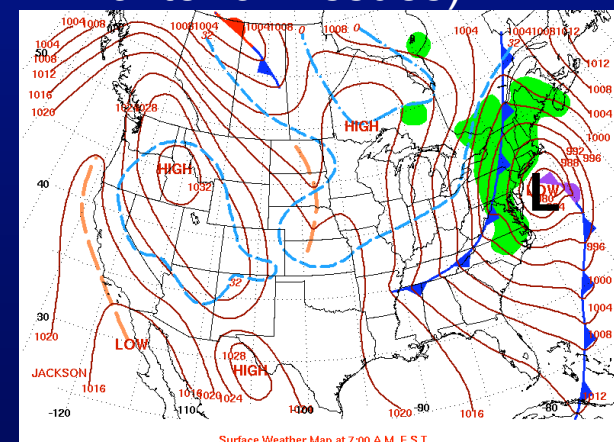 1004 1008 1008 1004 1004 1008 1008 1004 1004 1008 1012
50 1004 32 0 0 32
1008 1012
1012
1016 1008
1020 1028 1004
HIGH 1000
992 996
988
40 HIGH
1032 LOW
996
32 1000
30 1004
1020 LOW 1028 1008
JACKSON HIGH
1016 1020 1024 1012
-120 -110 -100 1020 -90 1016 -80
Surface Weather Map at 7:00 A.M. E.S.T.